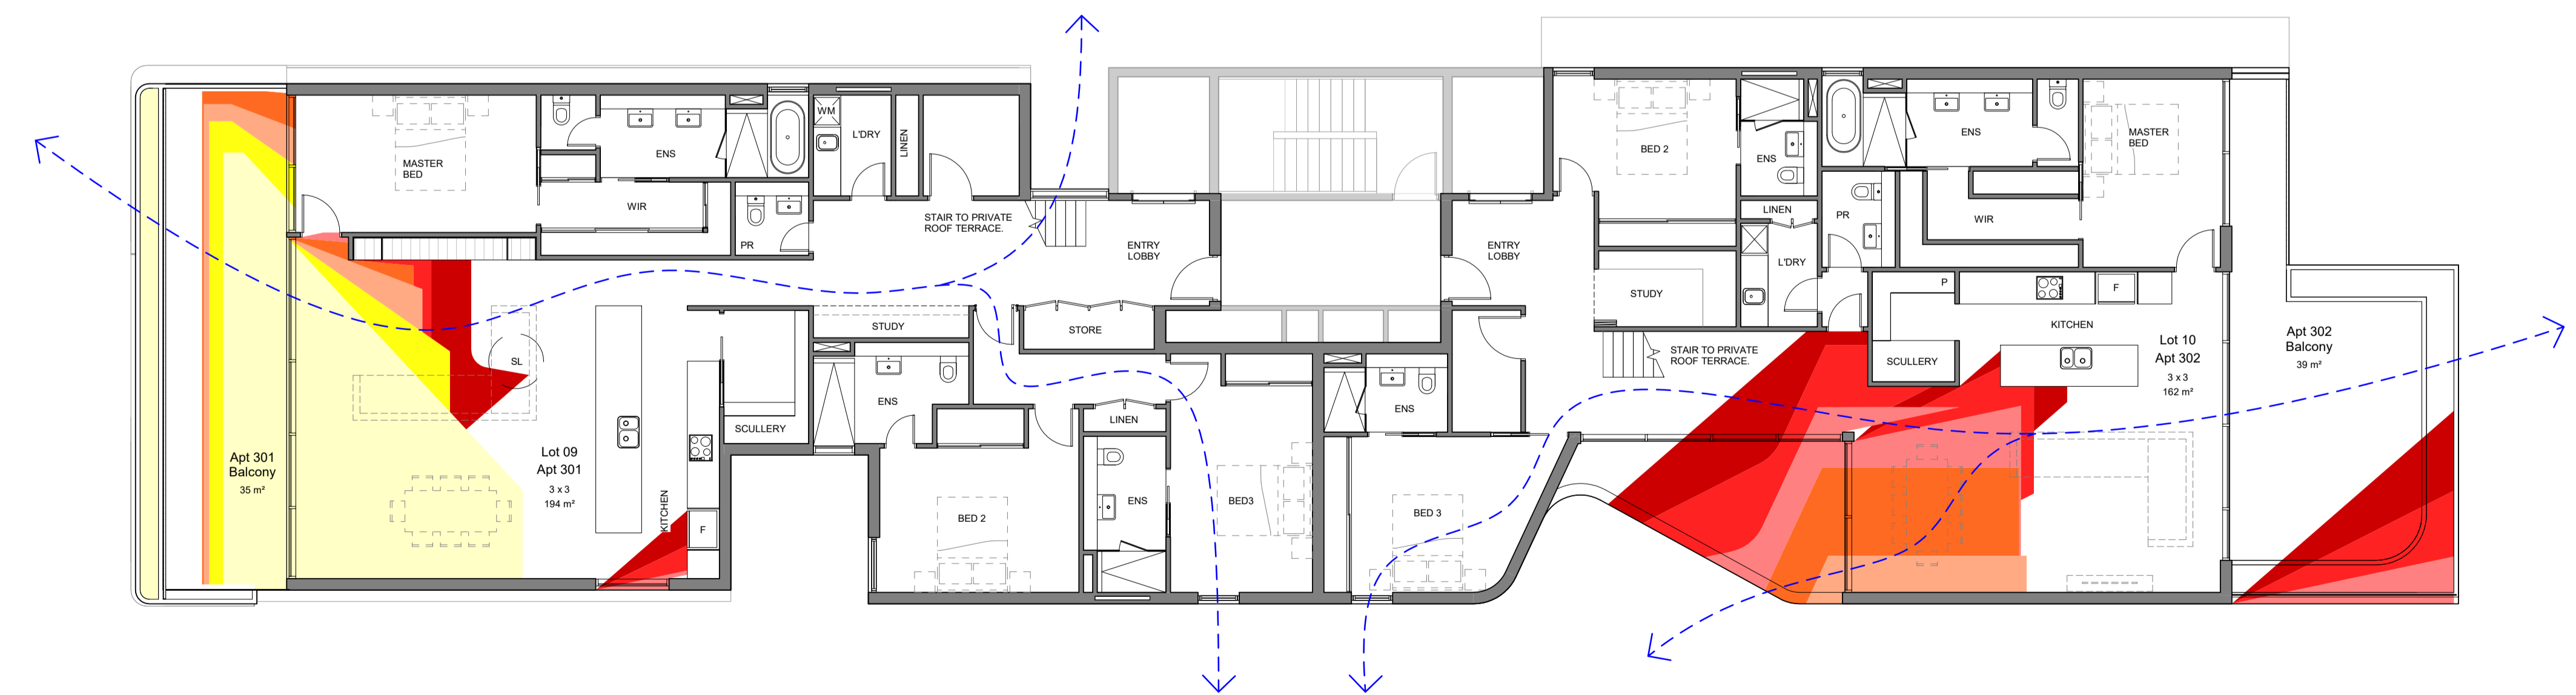 MASTER
BED
ENS
WIR
PR
WM
L'DRY
LINEN
STAIR TO PRIVATE
ROOF TERRACE.
ENTRY
LOBBY
STUDY
STORE
SL
SCULLERY
ENS
LINEN
ENS
BED 2
BED3
KITCHEN
F
Lot 09
Apt 301
3 x 3
194 m²
Apt 301
Balcony
35 m²
ENTRY
LOBBY
BED 2
ENS
LINEN
L'DRY
STUDY
PR
ENS
WIR
MASTER
BED
P
F
KITCHEN
SCULLERY
STAIR TO PRIVATE
ROOF TERRACE.
ENS
BED 3
Lot 10
Apt 302
3 x 3
162 m²
Apt 302
Balcony
39 m²